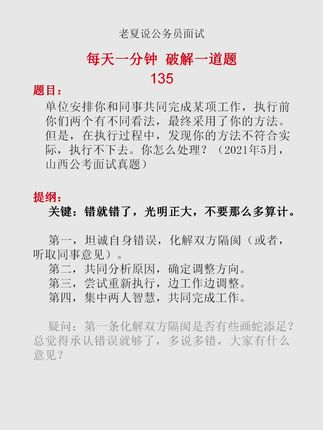 老夏说公务员面试
每天一分钟 破解一道题
135
题目：
单位安排你和同事共同完成某项工作，执行前
你们两个有不同看法，最终采用了你的方法。
但是，在执行过程中，发现你的方法不符合实
际，执行不下去。你怎么处理？（2021年5月，
山西公考面试真题）
提纲：
关键：错就错了，光明正大，不要那么多算计。
第一，坦诚自身错误，化解双方隔阂（或者，
听取同事意见）。
第二，共同分析原因，确定调整方向。
第三，尝试重新执行，边工作边调整。
第四，集中两人智慧，共同完成工作。
疑问：第一条化解双方隔阂是否有些画蛇添足？
总觉得承认错误就够了，多说多错，大家有什么
意见？